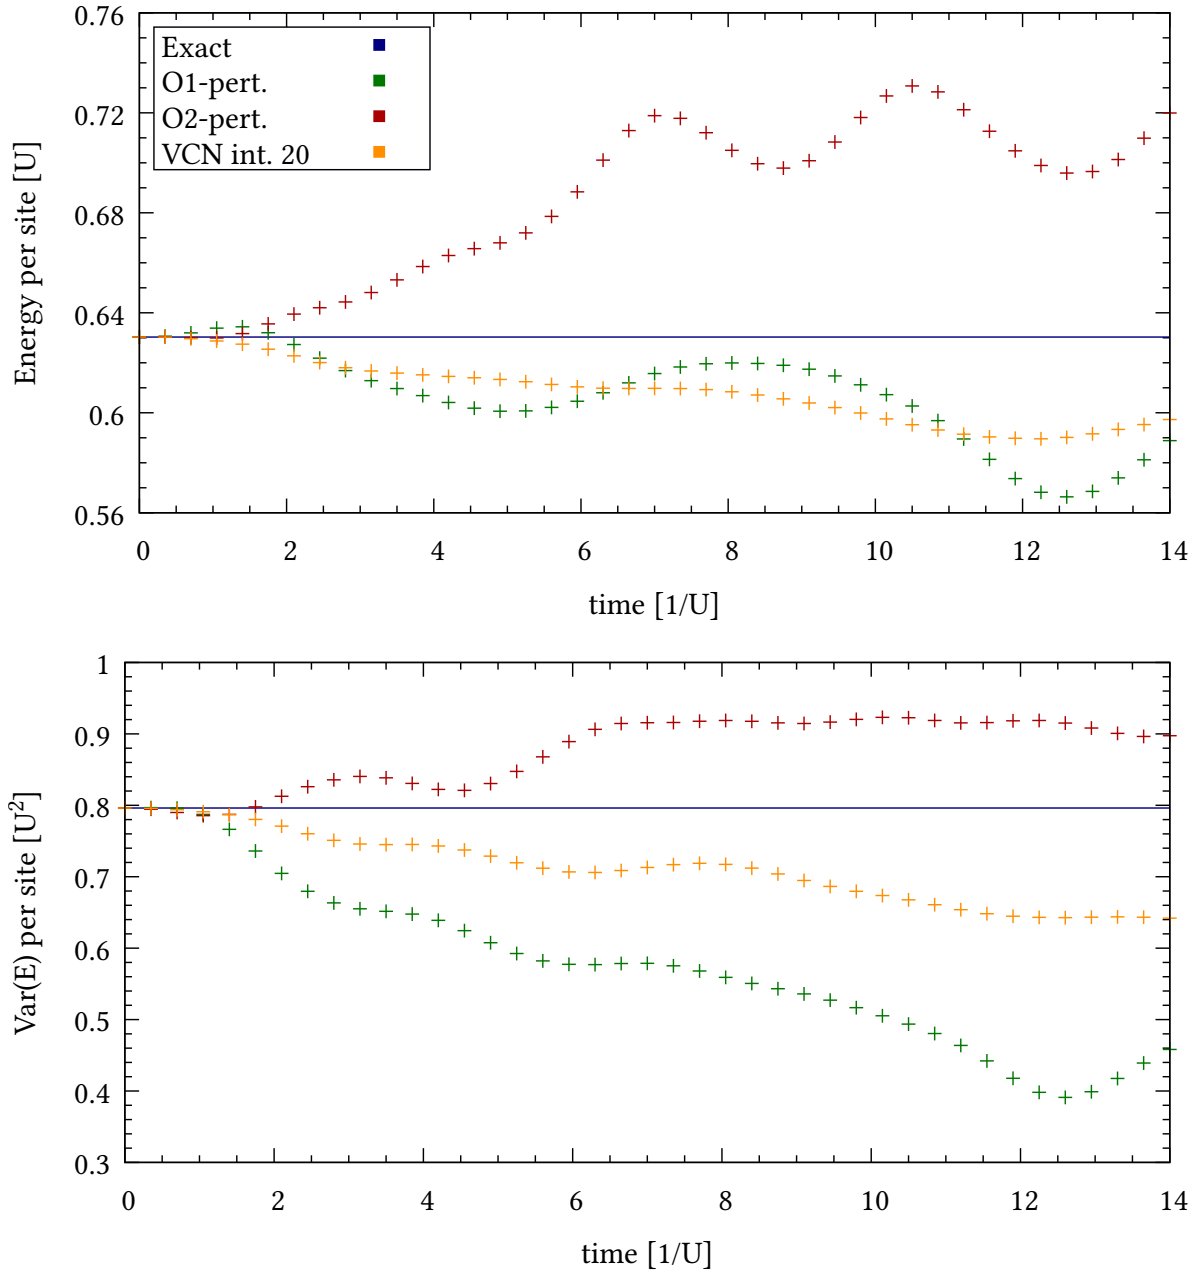 0.76
Exact
O1-pert.
O2-pert.
VCN int. 20
0.72
0.68
0.64
0.6
0.56
Energy per site [U]
0 2 4 6 8 10 12 14
time [1/U]
1
0.9
0.8
0.7
0.6
0.5
0.4
0.3
Var(E) per site [U²]
0 2 4 6 8 10 12 14
time [1/U]